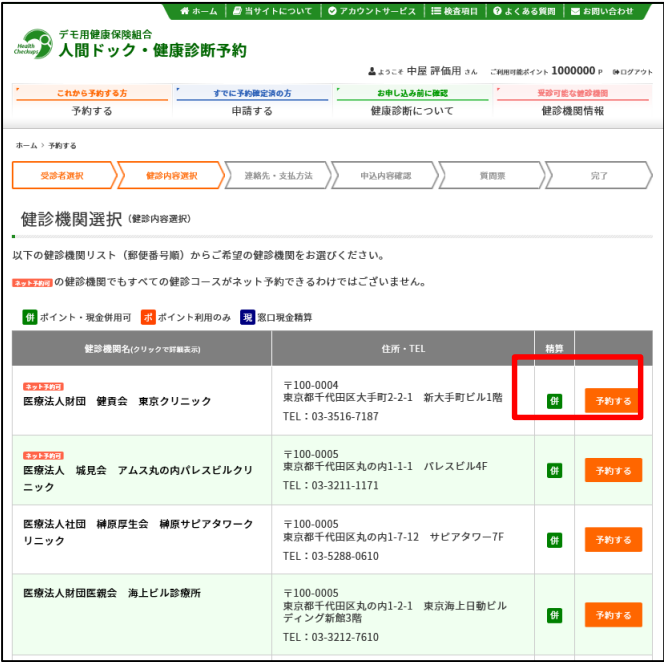 ホーム 当サイトについて アカウントサービス 検査項目 よくある質問 お問い合わせ
Health Checkups
デモ用健康保険組合
人間ドック・健康診断予約
ようこそ 中屋 評価用 さん ご利用可能ポイント 1000000 P ログアウト
これから予約する方 すでに予約確定済の方 お申し込み前に確認 受診可能な健診機関
予約する 申請する 健康診断について 健診機関情報
ホーム > 予約する
受診者選択 健診内容選択 連絡先・支払方法 申込内容確認 質問票 完了
健診機関選択 (健診内容選択)
以下の健診機関リスト(郵便番号順)からご希望の健診機関をお選びください。
ネット予約可 の健診機関でもすべての健診コースがネット予約できるわけではございません。
併 ポイント・現金併用可 ポ ポイント利用のみ 現 窓口現金精算
健診機関名(クリックで詳細表示) 住所・TEL 精算
ネット予約可
医療法人財団 健貢会 東京クリニック
〒100-0004
東京都千代田区大手町2-2-1 新大手町ビル1階
TEL：03-3516-7187
併 予約する
ネット予約可
医療法人 城見会 アムス丸の内パレスビルクリ
ニック
〒100-0005
東京都千代田区丸の内1-1-1 パレスビル4F
TEL：03-3211-1171
併 予約する
医療法人社団 榊原厚生会 榊原サピアタワーク
リニック
〒100-0005
東京都千代田区丸の内1-7-12 サピアタワー7F
TEL：03-5288-0610
併 予約する
医療法人財団医親会 海上ビル診療所
〒100-0005
東京都千代田区丸の内1-2-1 東京海上日動ビル
ディング新館3階
TEL：03-3212-7610
併 予約する